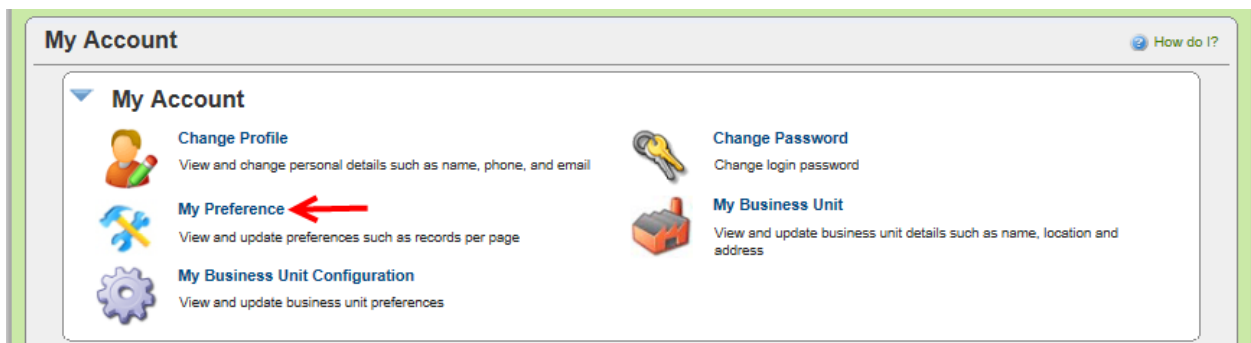 My Account
How do I?
My Account
Change Profile
View and change personal details such as name, phone, and email
Change Password
Change login password
My Preference
View and update preferences such as records per page
My Business Unit
View and update business unit details such as name, location and
address
My Business Unit Configuration
View and update business unit preferences